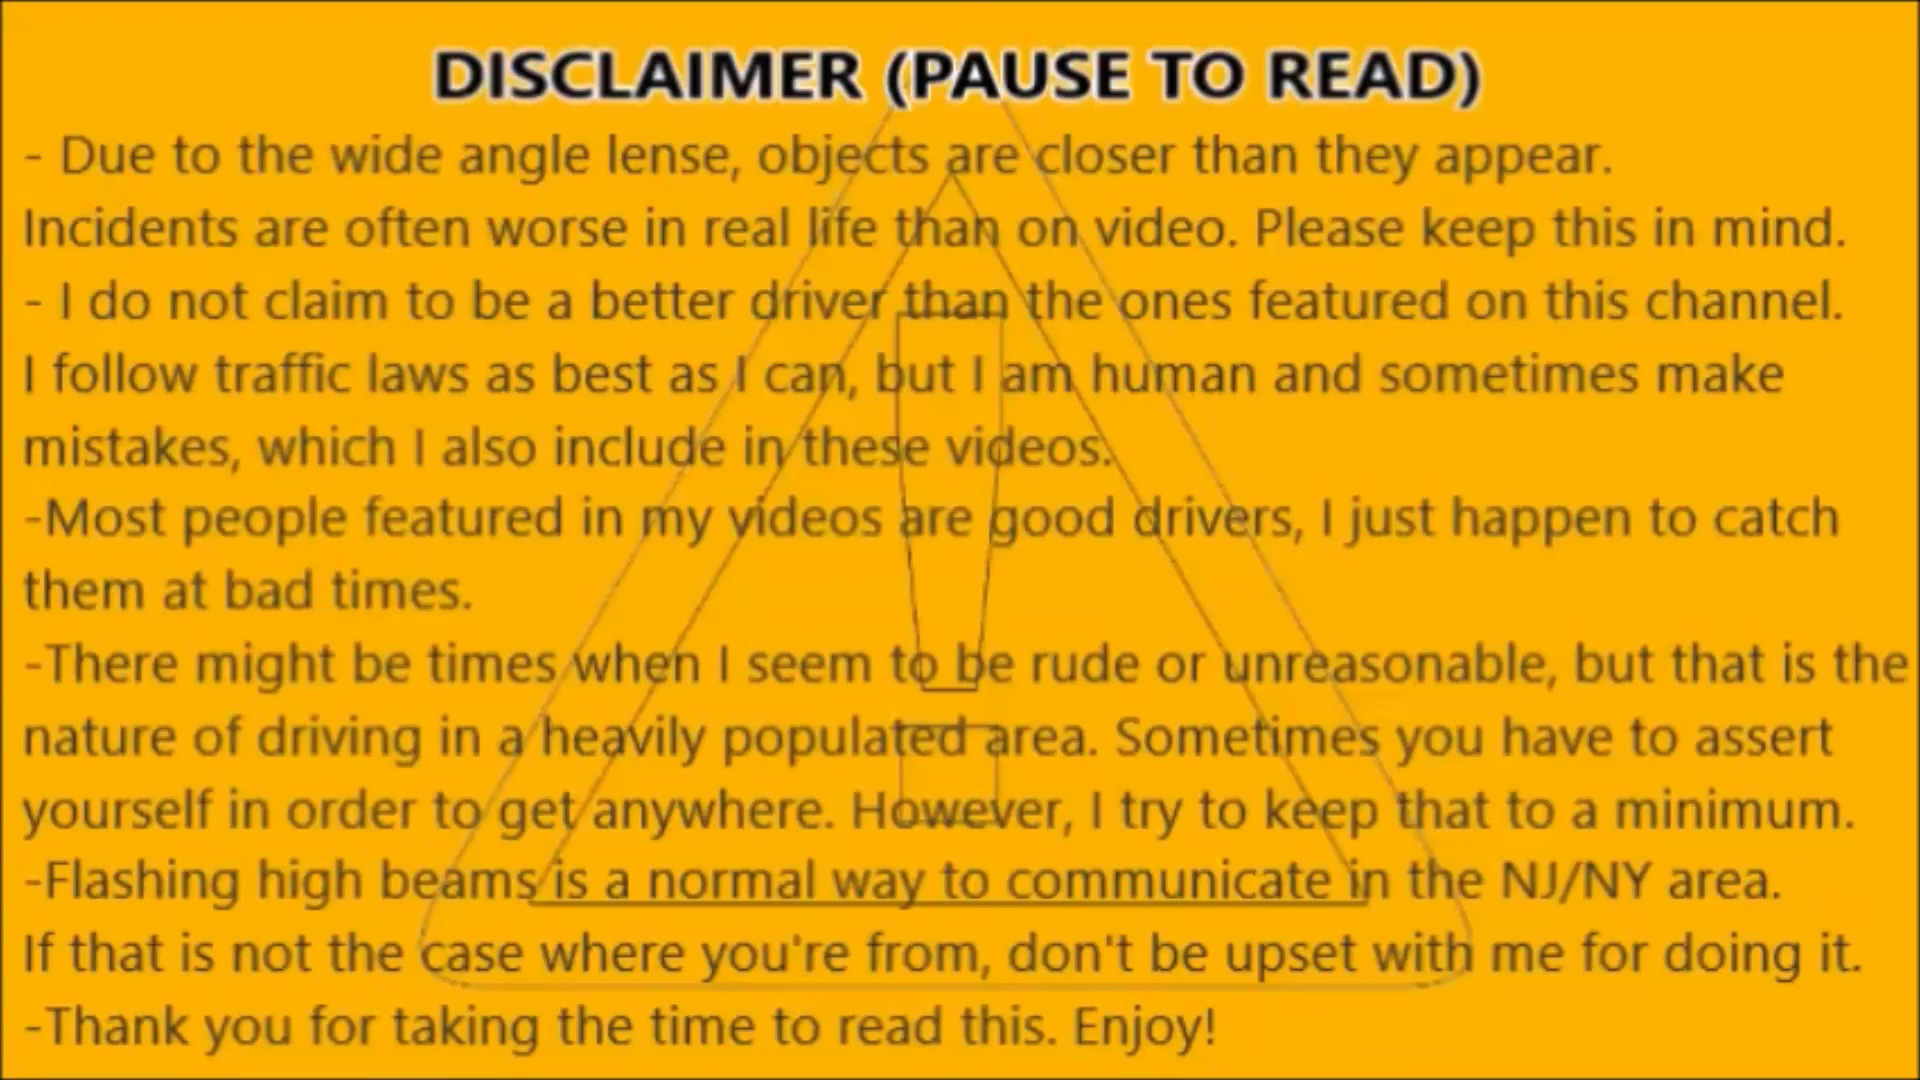 DISCLAIMER (PAUSE TO READ)
- Due to the wide angle lense, objects are closer than they appear.
Incidents are often worse in real life than on video. Please keep this in mind.
- I do not claim to be a better driver than the ones featured on this channel.
I follow traffic laws as best as I can, but I am human and sometimes make
mistakes, which I also include in these videos.
-Most people featured in my videos are good drivers, I just happen to catch
them at bad times.
-There might be times when I seem to be rude or unreasonable, but that is the
nature of driving in a heavily populated area. Sometimes you have to assert
yourself in order to get anywhere. However, I try to keep that to a minimum.
-Flashing high beams is a normal way to communicate in the NJ/NY area.
If that is not the case where you're from, don't be upset with me for doing it.
-Thank you for taking the time to read this. Enjoy!